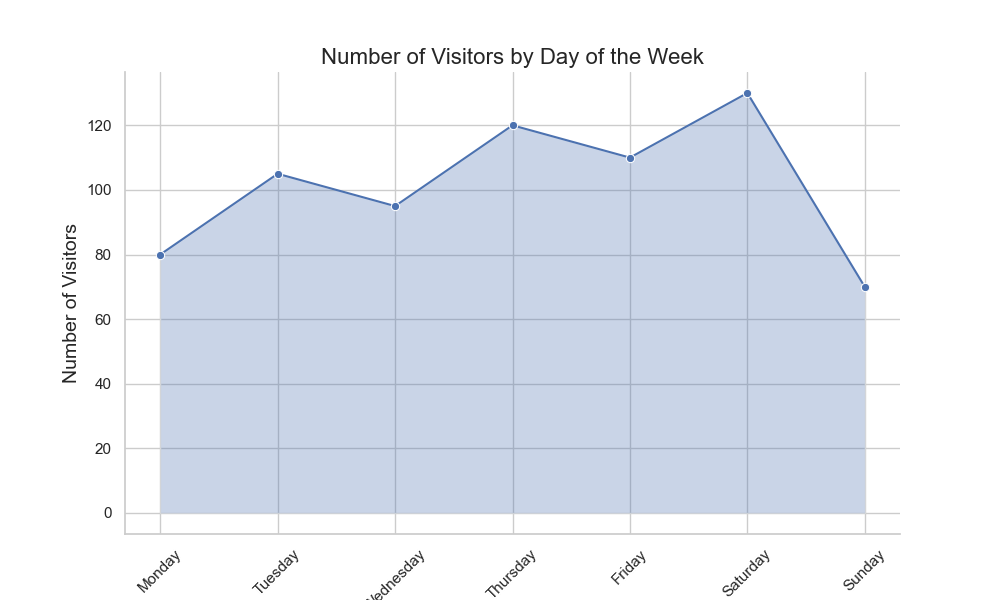 Number of Visitors by Day of the Week
Number of Visitors
120
100
80
60
40
20
0
Monday
Tuesday
ednesday
Thursday
Friday
Saturday
Sunday